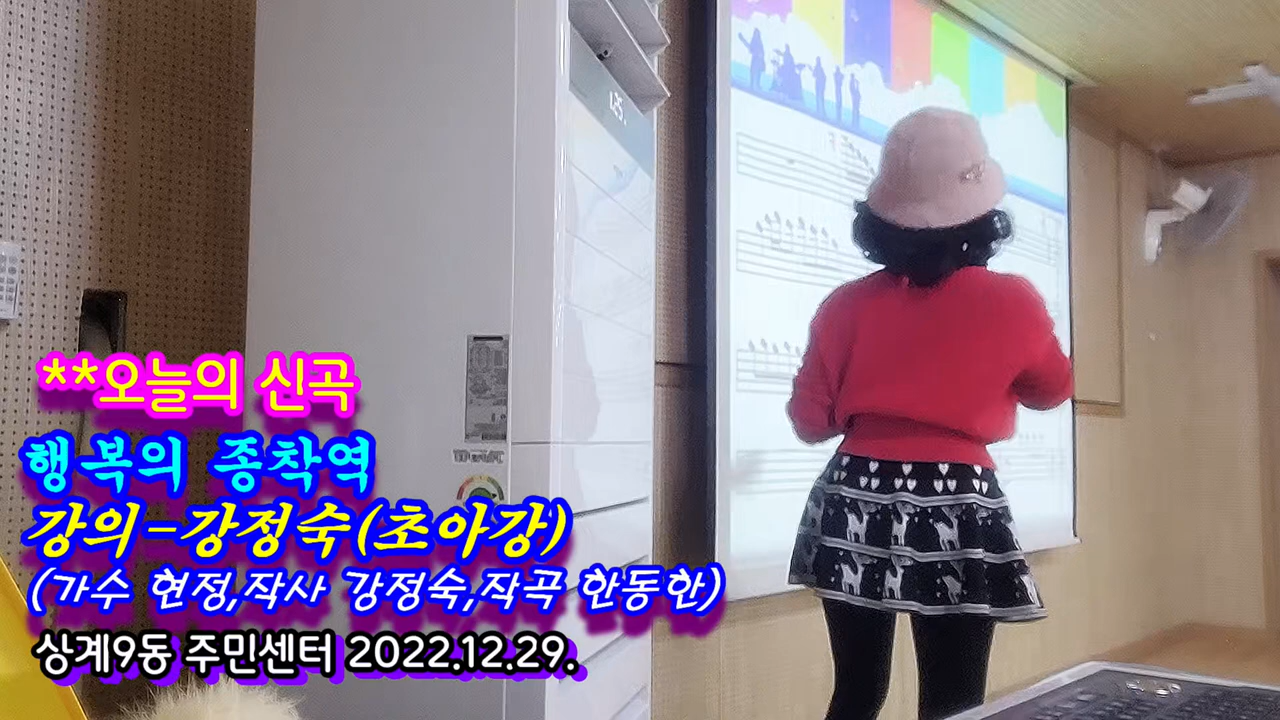 **오늘의 신곡
행복의 종착역
강의-강정숙(초아강)
(가수 현정,작사 강정숙,작곡 한동한)
상계9동 주민센터 2022.12.29.